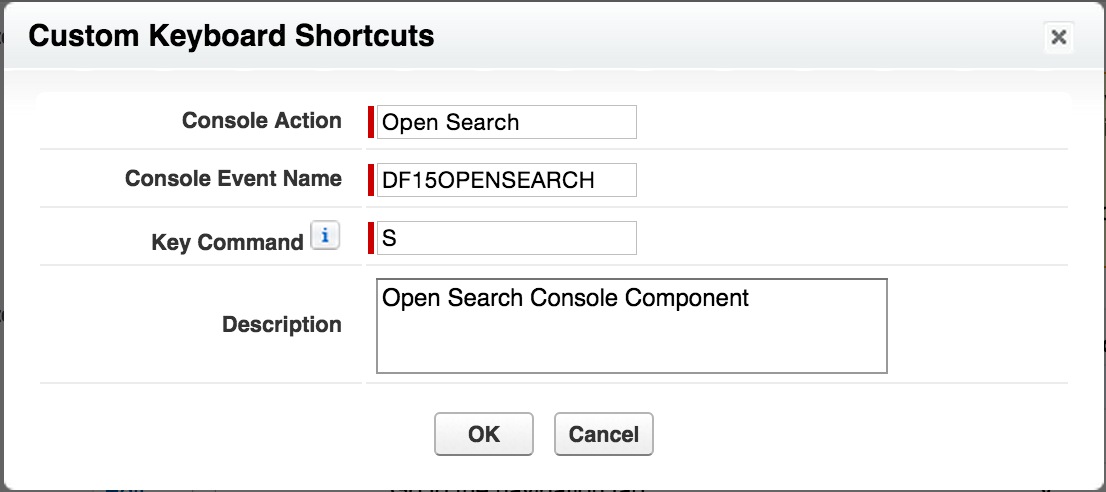 Custom Keyboard Shortcuts
Console Action Open Search
Console Event Name DF15OPENSEARCH
Key Command i S
Description Open Search Console Component
OK Cancel